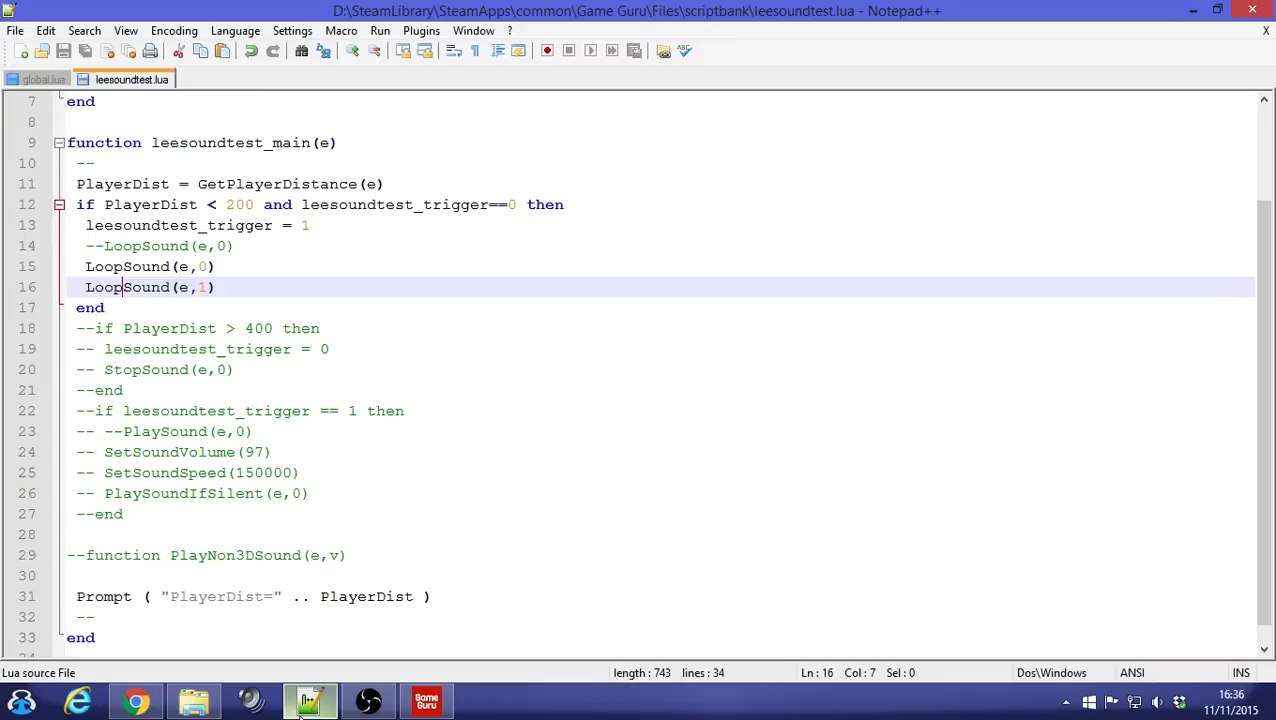 D:\SteamLibrary\SteamApps\common\Game Guru\Files\scriptbank\leesoundtest.lua - Notepad++
File Edit Search View Encoding Language Settings Macro Run Plugins Window ? X
global.lua leesoundtest.lua
7 end
8
9 function leesoundtest_main(e)
10 --
11 PlayerDist = GetPlayerDistance(e)
12 if PlayerDist < 200 and leesoundtest_trigger==0 then
13 leesoundtest_trigger = 1
14 --LoopSound(e,0)
15 LoopSound(e,0)
16 LoopSound(e,1)
17 end
18 --if PlayerDist > 400 then
19 -- leesoundtest_trigger = 0
20 -- StopSound(e,0)
21 --end
22 --if leesoundtest_trigger == 1 then
23 -- --PlaySound(e,0)
24 -- SetSoundVolume(97)
25 -- SetSoundSpeed(150000)
26 -- PlaySoundIfSilent(e,0)
27 --end
28
29 --function PlayNon3DSound(e,v)
30
31 Prompt ( "PlayerDist=" .. PlayerDist )
32 --
33 end
Lua source File length : 743 lines : 34 Ln : 16 Col : 7 Sel : 0 Dos\Windows ANSI INS
GAME GURU
16:36
11/11/2015